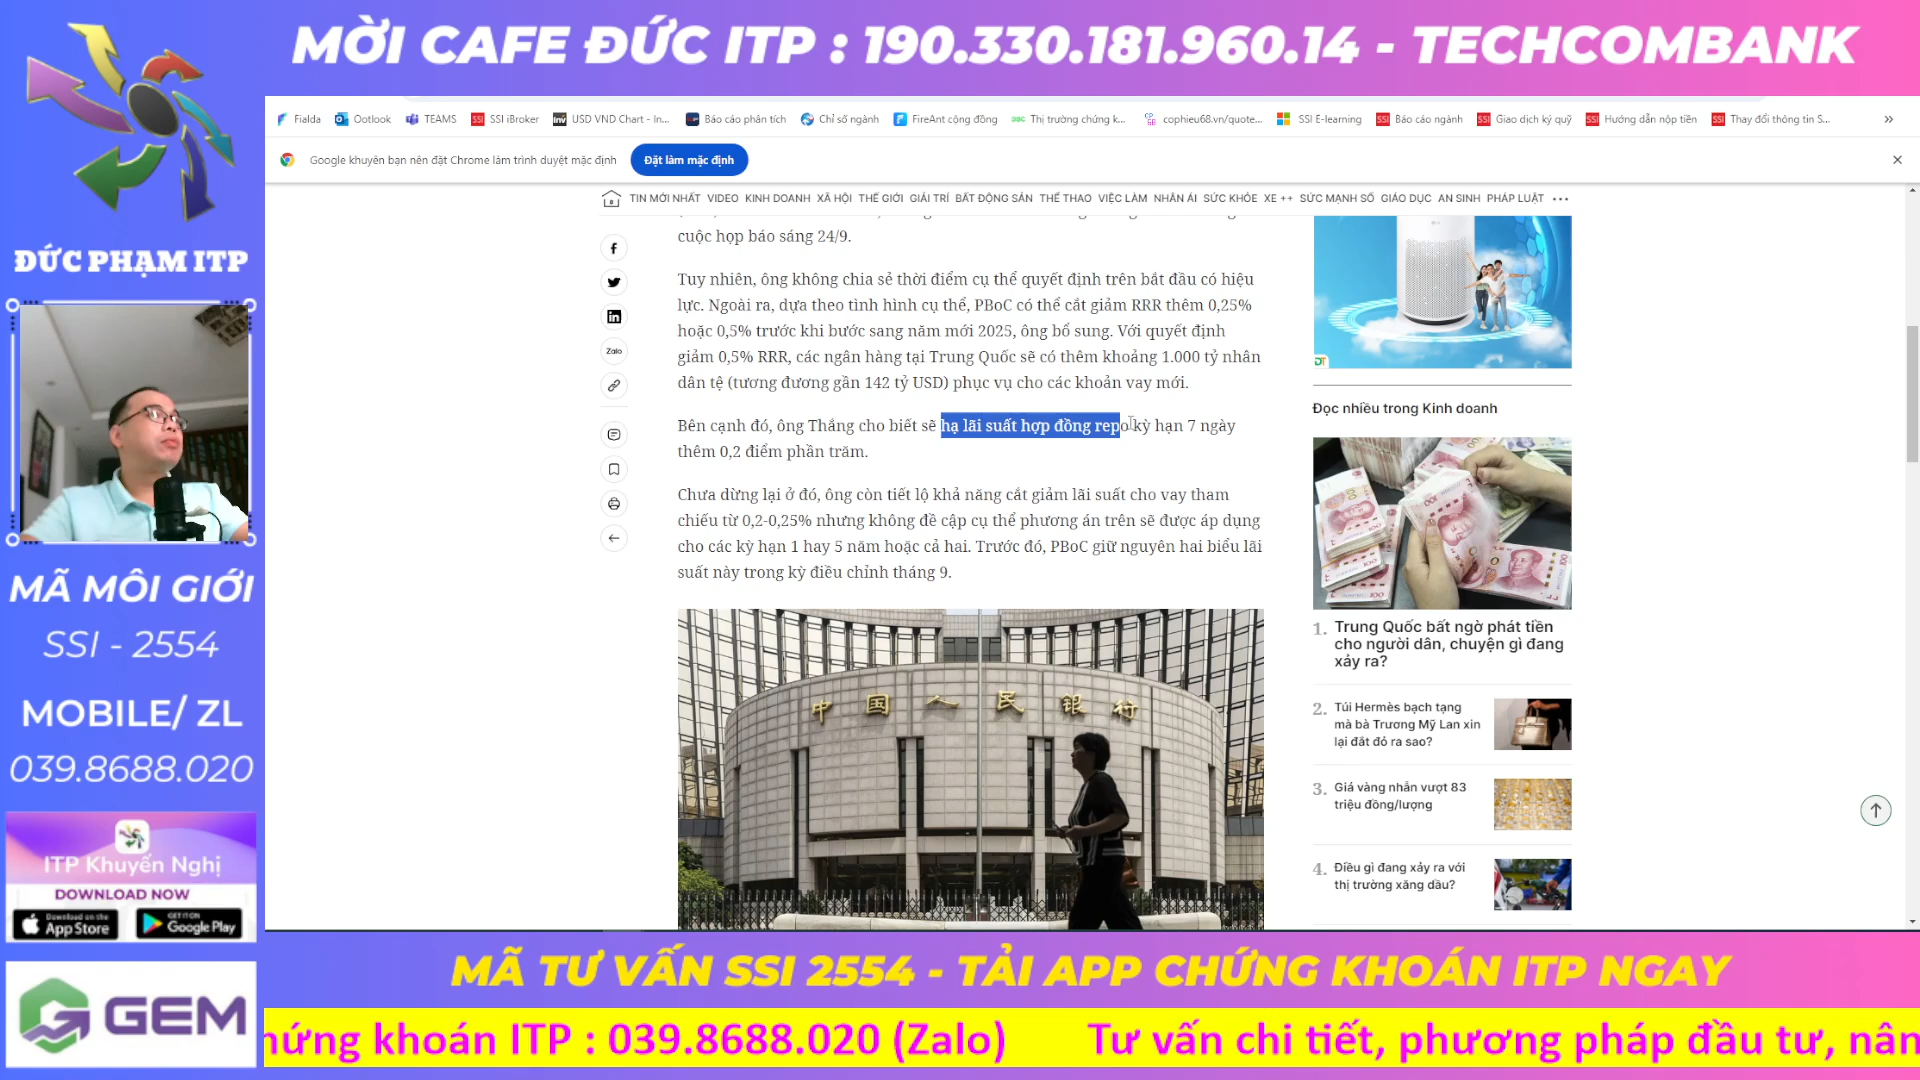 MỜI CAFE ĐỨC ITP : 190.330.181.960.14 - TECHCOMBANK
ĐỨC PHẠM ITP
MÃ MÔI GIỚI
SSI - 2554
MOBILE/ ZL
039.8688.020
ITP Khuyến Nghị
DOWNLOAD NOW
Download on the
App Store
GET IT ON
Google Play
GEM
Fialda
Ootlook
TEAMS
SSI iBroker
USD VND Chart - In...
Báo cáo phân tích
Chỉ số ngành
FireAnt cộng đồng
Thị trường chứng k...
cophieu68.vn/quote...
SSI E-learning
Báo cáo ngành
Giao dịch ký quỹ
Hướng dẫn nộp tiền
Thay đổi thông tin S...
Google khuyên bạn nên đặt Chrome làm trình duyệt mặc định
Đặt làm mặc định
TIN MỚI NHẤT VIDEO KINH DOANH XÃ HỘI THẾ GIỚI GIẢI TRÍ BẤT ĐỘNG SẢN THỂ THAO VIỆC LÀM NHÂN ÁI SỨC KHỎE XE ++ SỨC MẠNH SỐ GIÁO DỤC AN SINH PHÁP LUẬT
Zalo
cuộc họp báo sáng 24/9.
Tuy nhiên, ông không chia sẻ thời điểm cụ thể quyết định trên bắt đầu có hiệu
lực. Ngoài ra, dựa theo tình hình cụ thể, PBoC có thể cắt giảm RRR thêm 0,25%
hoặc 0,5% trước khi bước sang năm mới 2025, ông bổ sung. Với quyết định
giảm 0,5% RRR, các ngân hàng tại Trung Quốc sẽ có thêm khoảng 1.000 tỷ nhân
dân tệ (tương đương gần 142 tỷ USD) phục vụ cho các khoản vay mới.
Bên cạnh đó, ông Thắng cho biết sẽ hạ lãi suất hợp đồng repo kỳ hạn 7 ngày
thêm 0,2 điểm phần trăm.
Chưa dừng lại ở đó, ông còn tiết lộ khả năng cắt giảm lãi suất cho vay tham
chiếu từ 0,2-0,25% nhưng không đề cập cụ thể phương án trên sẽ được áp dụng
cho các kỳ hạn 1 hay 5 năm hoặc cả hai. Trước đó, PBoC giữ nguyên hai biểu lãi
suất này trong kỳ điều chỉnh tháng 9.
中国人民银行
DT
Đọc nhiều trong Kinh doanh
1. Trung Quốc bất ngờ phát tiền
cho người dân, chuyện gì đang
xảy ra?
2. Túi Hermès bạch tạng
mà bà Trương Mỹ Lan xin
lại đắt đỏ ra sao?
3. Giá vàng nhẫn vượt 83
triệu đồng/lượng
4. Điều gì đang xảy ra với
thị trường xăng dầu?
MÃ TƯ VẤN SSI 2554 - TẢI APP CHỨNG KHOÁN ITP NGAY
hứng khoán ITP : 039.8688.020 (Zalo) Tư vấn chi tiết, phương pháp đầu tư, nân